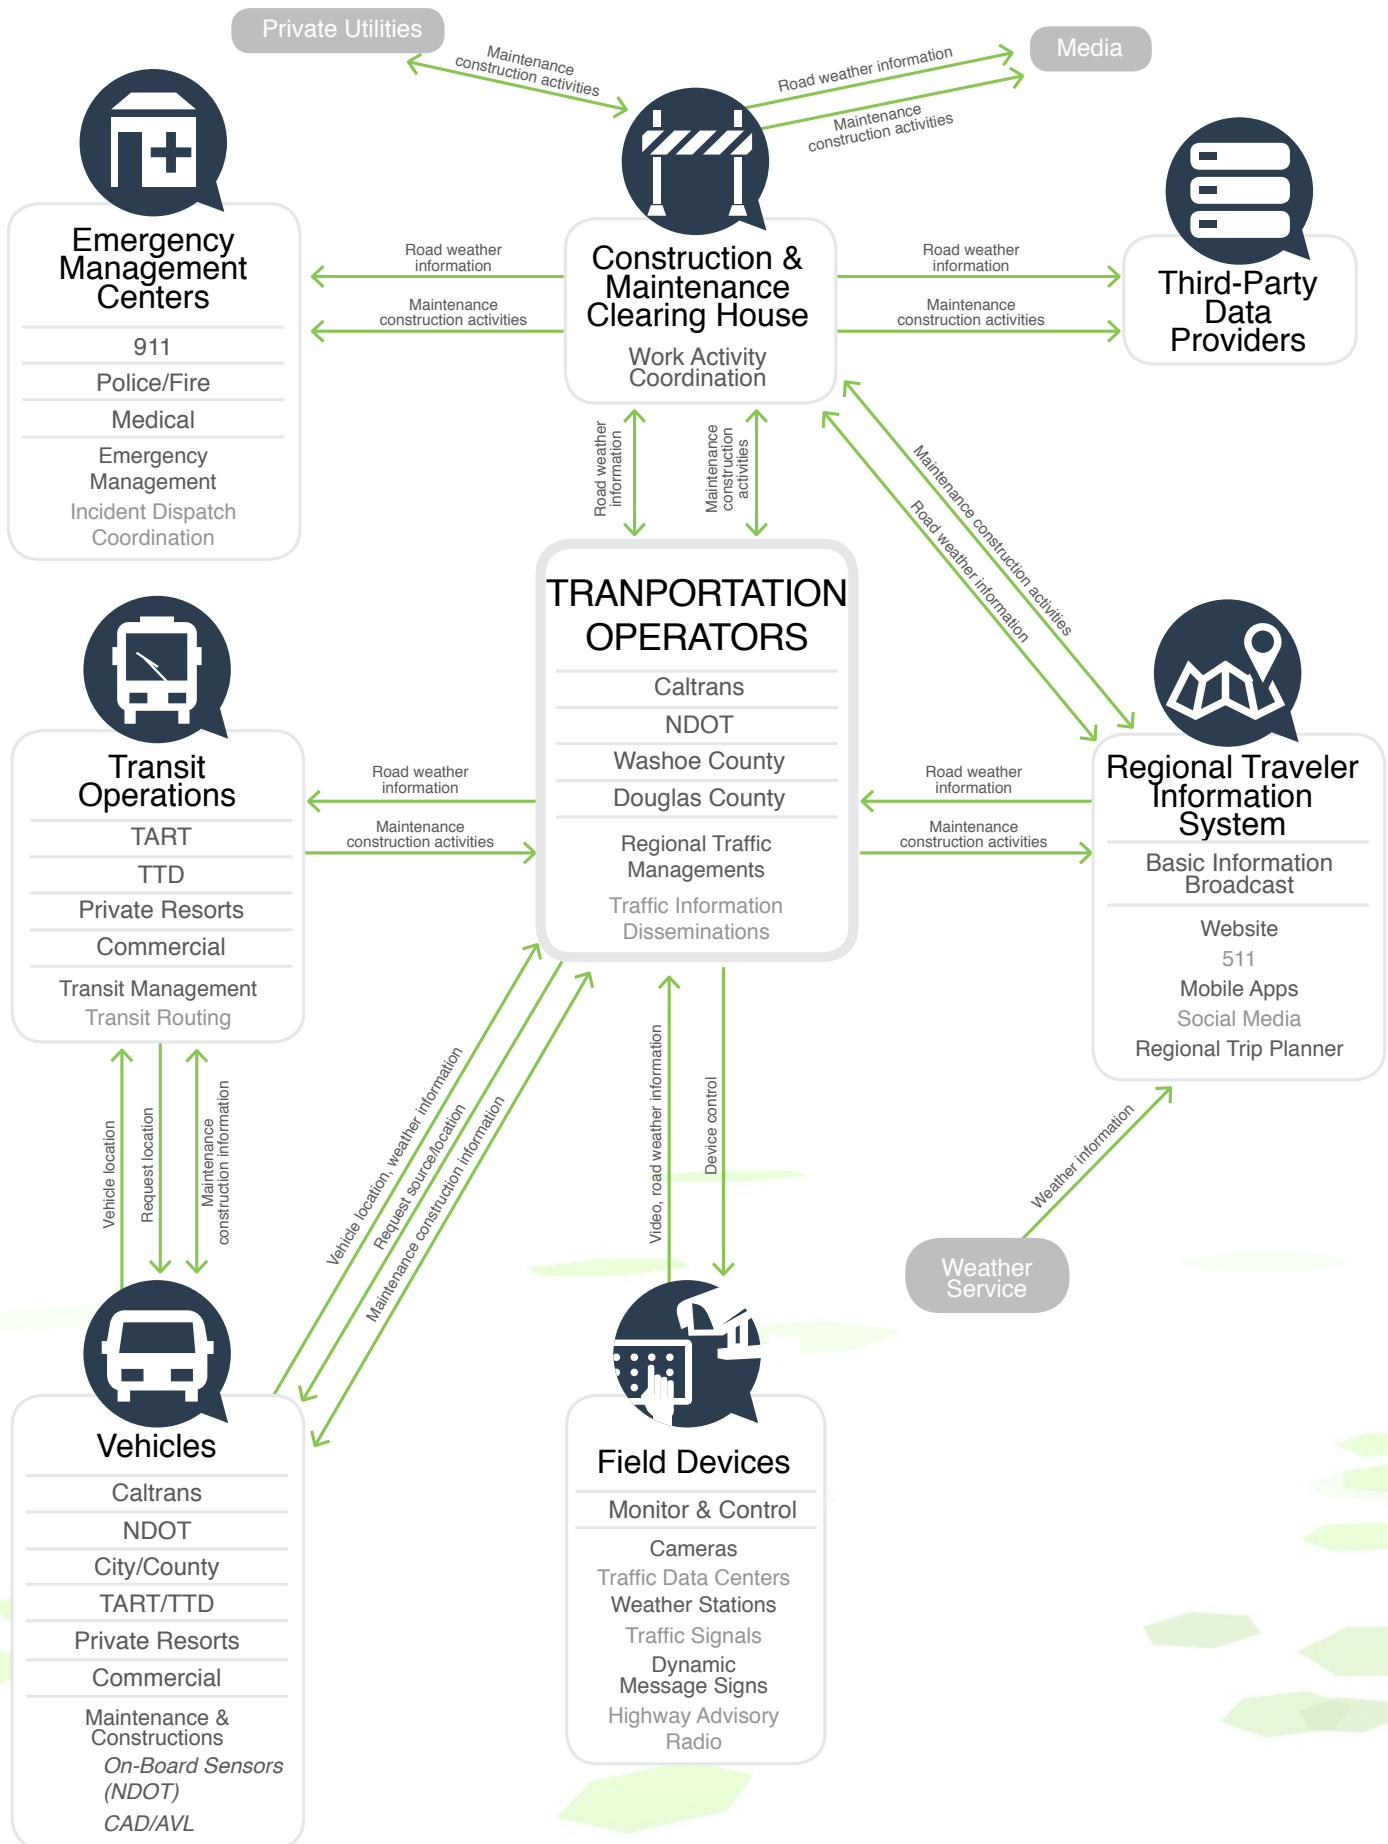 Private Utilities
Media
Maintenance
construction activities
Road weather information
Maintenance
construction activities
Emergency
Management
Centers
911
Police/Fire
Medical
Emergency
Management
Incident Dispatch
Coordination
Road weather
information
Maintenance
construction activities
Construction &
Maintenance
Clearing House
Work Activity
Coordination
Road weather
information
Maintenance
construction activities
Third-Party
Data
Providers
Road weather
information
Maintenance
construction
activities
Maintenance construction activities
Road weather information
TRANPORTATION
OPERATORS
Caltrans
NDOT
Washoe County
Douglas County
Regional Traffic
Managements
Traffic Information
Disseminations
Transit
Operations
TART
TTD
Private Resorts
Commercial
Transit Management
Transit Routing
Road weather
information
Maintenance
construction activities
Road weather
information
Maintenance
construction activities
Regional Traveler
Information
System
Basic Information
Broadcast
Website
511
Mobile Apps
Social Media
Regional Trip Planner
Vehicle location
Request location
Maintenance
construction information
Vehicle location, weather information
Request source/location
Maintenance construction information
Video, road weather information
Device control
Weather information
Weather
Service
Vehicles
Caltrans
NDOT
City/County
TART/TTD
Private Resorts
Commercial
Maintenance &
Constructions
On-Board Sensors
(NDOT)
CAD/AVL
Field Devices
Monitor & Control
Cameras
Traffic Data Centers
Weather Stations
Traffic Signals
Dynamic
Message Signs
Highway Advisory
Radio